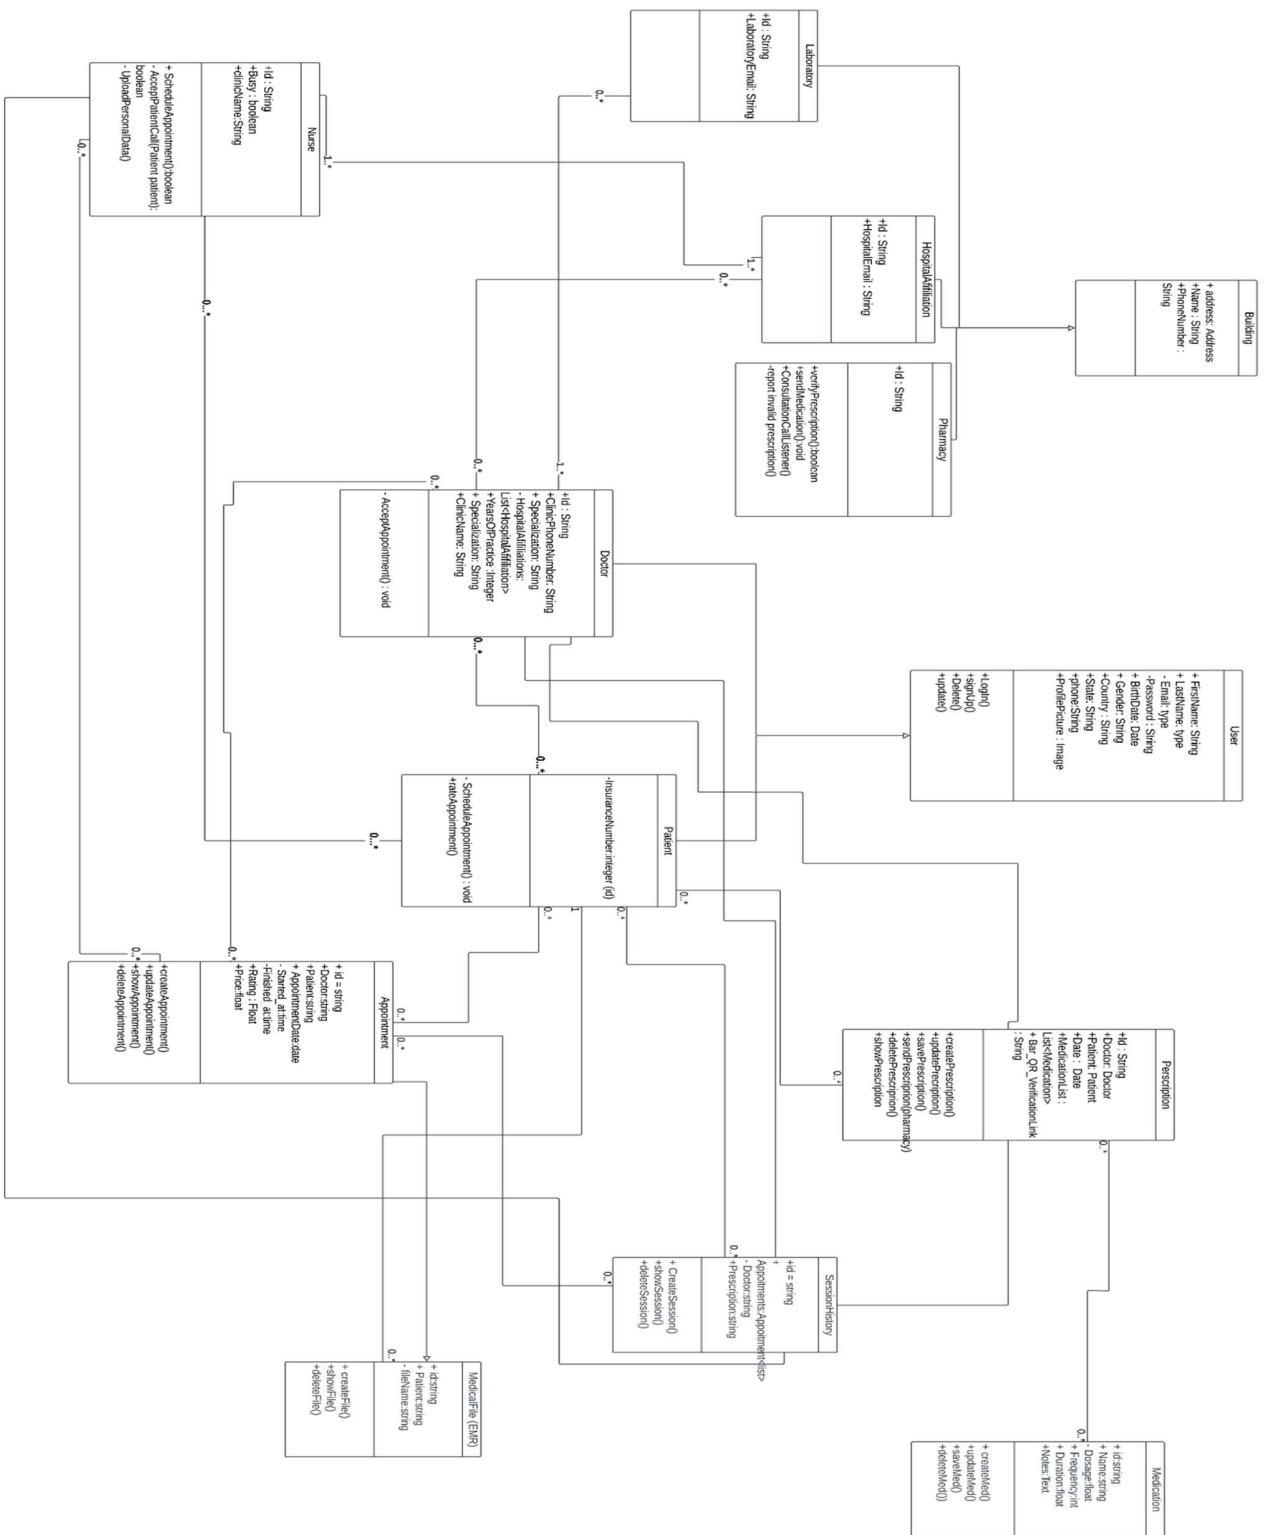 Building
+ address: Address
+Name : String
+PhoneNumber :
String
User
+ FirstName: String
+ LastName: type
- Email: type
-Password : String
+ BirthDate: Date
+ Gender: String
+Country : String
+State: String
+phone:String
+ProfilePicture : Image
+LogIn()
+signUp()
+Delete()
+update()
Perscription
+Id : String
+Doctor: Doctor
+Patient: Patient
+Date : Date
+MedicationList :
List<Medication>
+ Bar_QR_VerificationLink
: String
+createPrescription()
+updatePrecription()
+savePrescription()
+sendPrescriprion(pharmacy)
+deletePrescriprion()
+showPrescription
0..*
0..*
Medication
+ id:string
+ Name:string
- Dosage:float
+ Frequency:int
+ Duration:float
+Notes:Text
+ createMed()
+updateMed()
+saveMed()
+deleteMed())
0..*
Laboratory
+Id : String
+LaboratoryEmail: String
0..*
HospitalAffiliation
+Id : String
+HospitalEmail : String
1..*
0..*
Pharmacy
+Id : String
+verifyPrescription():boolean
+sendMedication():void
+ConsultationCallListener()
-report invalid prescription()
SessionHistory
+id = string
+
Appoitments:Appoitment<list>
- Doctor:string
+Prescription:string
+ CreateSession()
+showSession()
+deleteSession()
0..*
0..*
Doctor
+Id : String
+ClinicPhoneNumber: String
+ Specialization: String
- HospitalAfifilations:
List<HospitalAffiliation>
+YearsOfPractice :Integer
+ Specialization: String
+ClinicName: String
- AcceptAppointment() : void
1..*
0..*
0..*
0...*
Patient
-InsuranceNumber:integer (id)
- ScheduleAppointment() : void
+rateAppointment()
0..*
0...*
0..*
1
0..*
0...*
MedicalFile (EMR)
+ id:string
+ Patient:string
- fileName:string
+ createFile()
+showFile()
+deleteFile()
0..*
Nurse
+Id : String
+Busy : boolean
+clinicName:String
+ ScheduleAppointment():boolean
- AcceptPatientCall(Patient patient):
boolean
- UploadPersonalData()
1..*
0...*
0..*
Appointment
+ id = string
+Doctor:string
+Patient:string
+ AppointmentDate:date
- Started_at:time
-Finished_at:time
+Rating : Float
+Price:float
+createAppointment()
+updateAppointment()
+showAppointment()
+deleteAppointment()
0..*
0..*
0..*
0..*